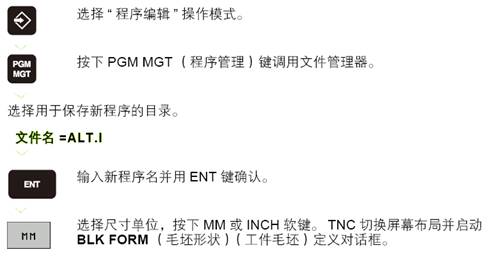 选择“程序编辑”操作模式。
PGM
MGT
按下 PGM MGT （程序管理）键调用文件管理器。
选择用于保存新程序的目录。
文件名 =ALT.I
ENT
输入新程序名并用 ENT 键确认。
MM
选择尺寸单位，按下 MM 或 INCH 软键。 TNC 切换屏幕布局并启动
BLK FORM （毛坯形状）（工件毛坯）定义对话框。